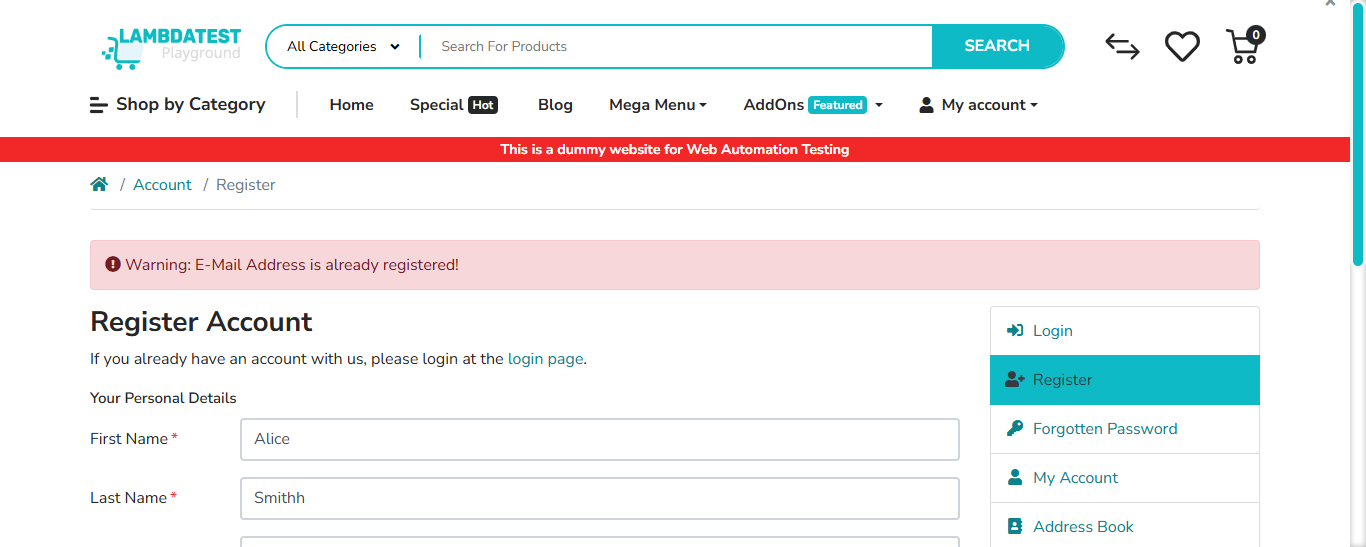 LAMBDATEST
Playground
All Categories
Search For Products
SEARCH
0
Shop by Category
Home
Special Hot
Blog
Mega Menu
AddOns Featured
My account
This is a dummy website for Web Automation Testing
/ Account / Register
Warning: E-Mail Address is already registered!
Register Account
If you already have an account with us, please login at the login page.
Your Personal Details
First Name*
Alice
Last Name*
Smithh
Login
Register
Forgotten Password
My Account
Address Book